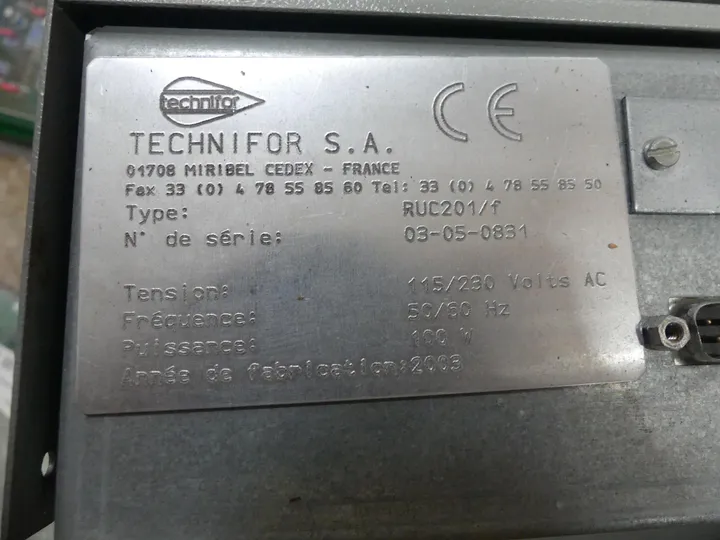 technifor
CE
TECHNIFOR S.A.
01708 MIRIBEL CEDEX - FRANCE
Fax 33 (0) 4 78 55 85 60 Tel: 33 (0) 4 78 55 85 50
Type: RUC201/f
N° de série: 03-05-0831
Tension: 115/230 Volts AC
Fréquence: 50/60 Hz
Puissance: 100 W
Année de fabrication: 2003